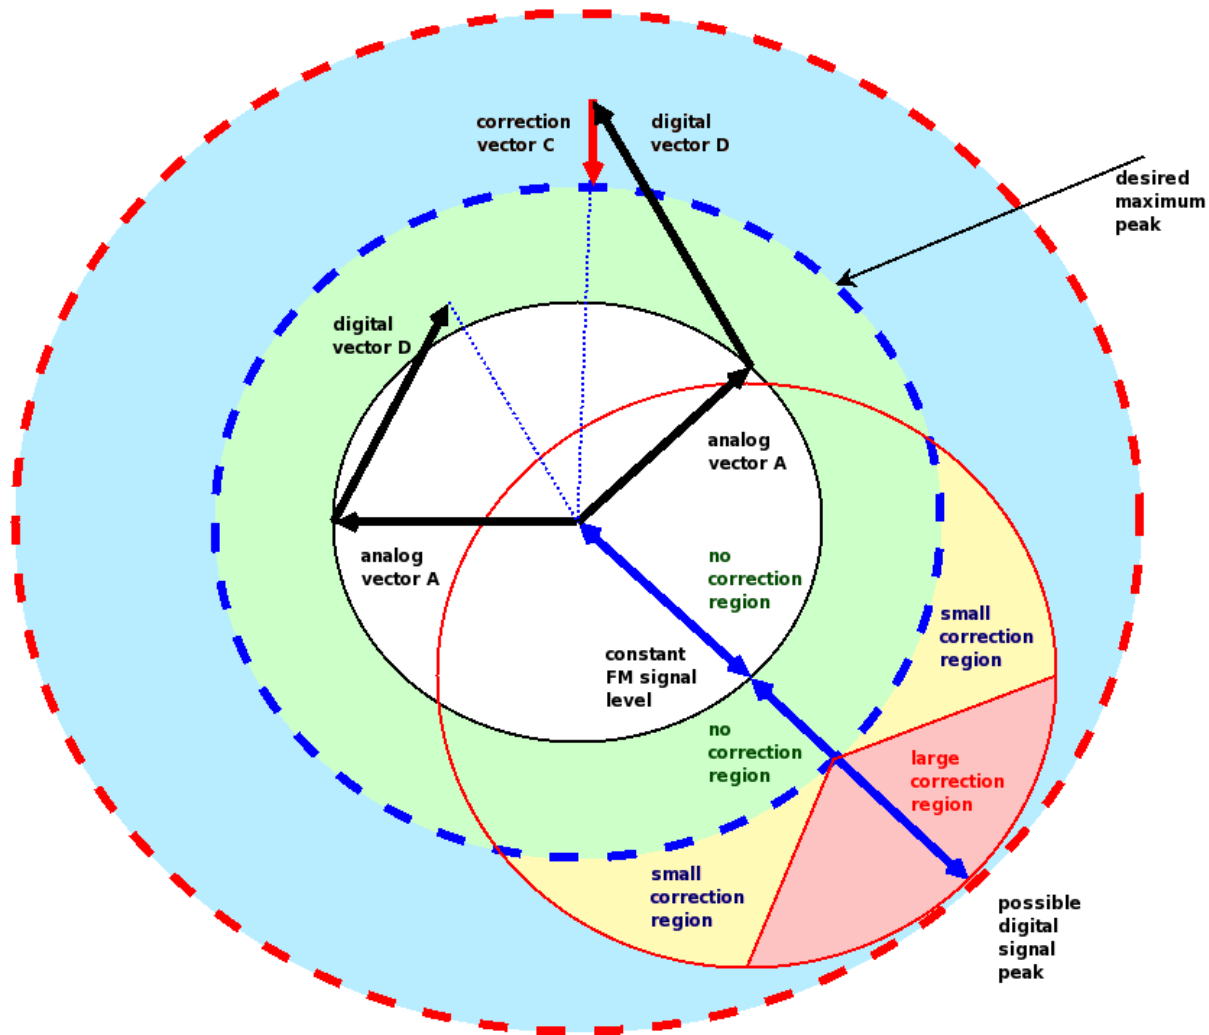 correction
vector C
digital
vector D
desired
maximum
peak
digital
vector D
analog
vector A
analog
vector A
no
correction
region
small
correction
region
constant
FM signal
level
no
correction
region
large
correction
region
small
correction
region
possible
digital
signal
peak